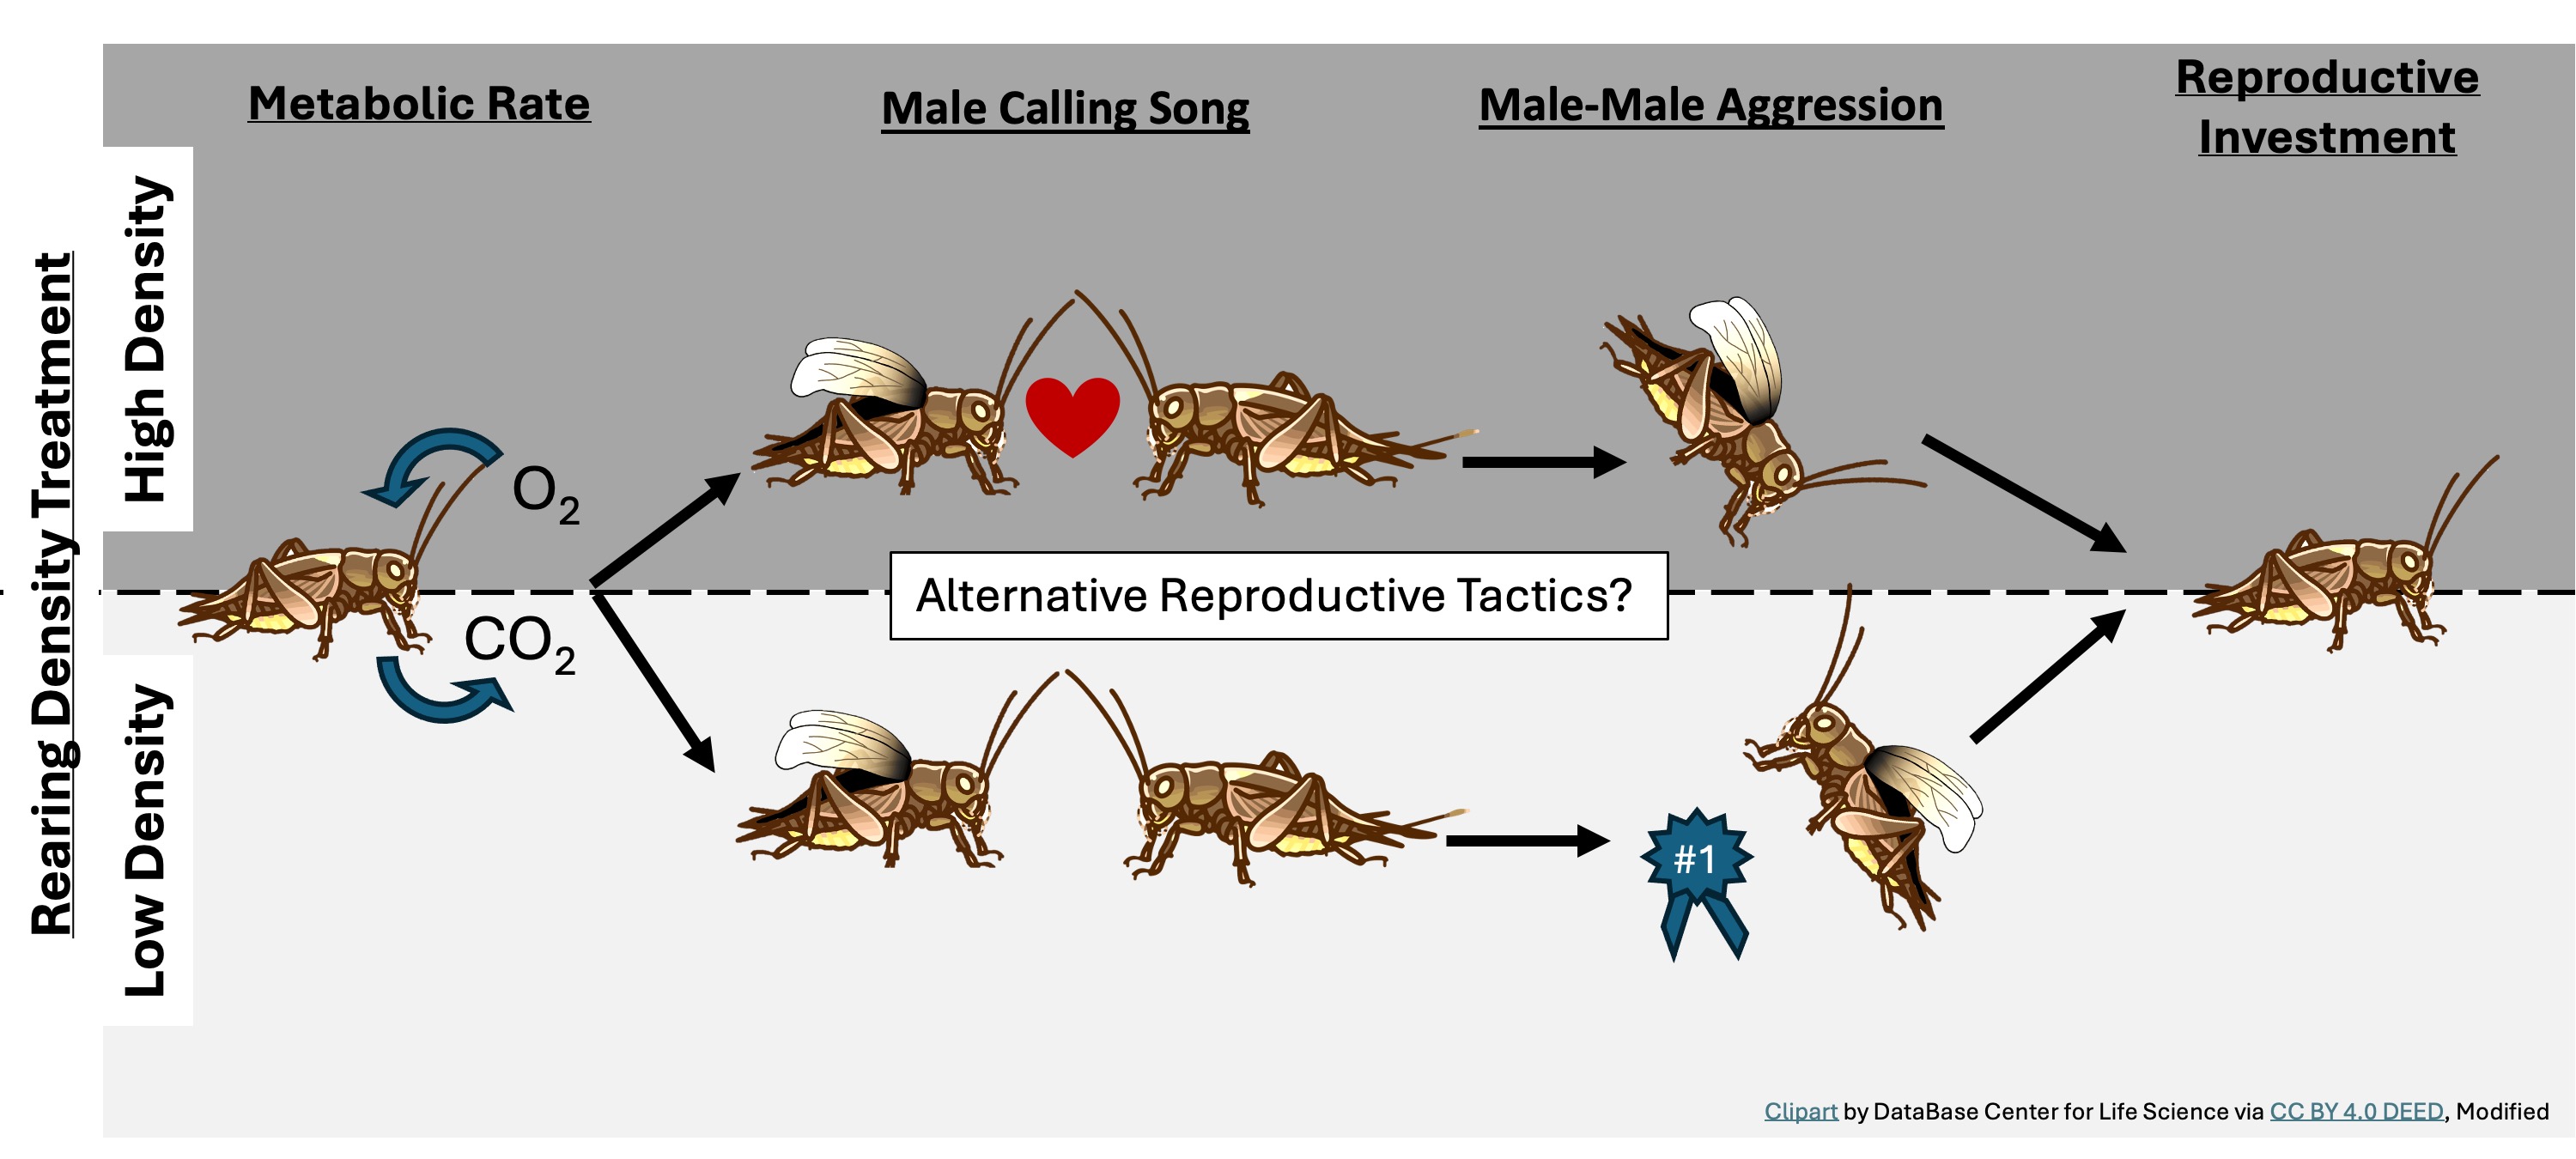 Metabolic Rate
Male Calling Song
Male-Male Aggression
Reproductive
Investment
Rearing Density Treatment
High Density
Low Density
O₂
CO₂
Alternative Reproductive Tactics?
#1
Clipart by DataBase Center for Life Science via CC BY 4.0 DEED, Modified